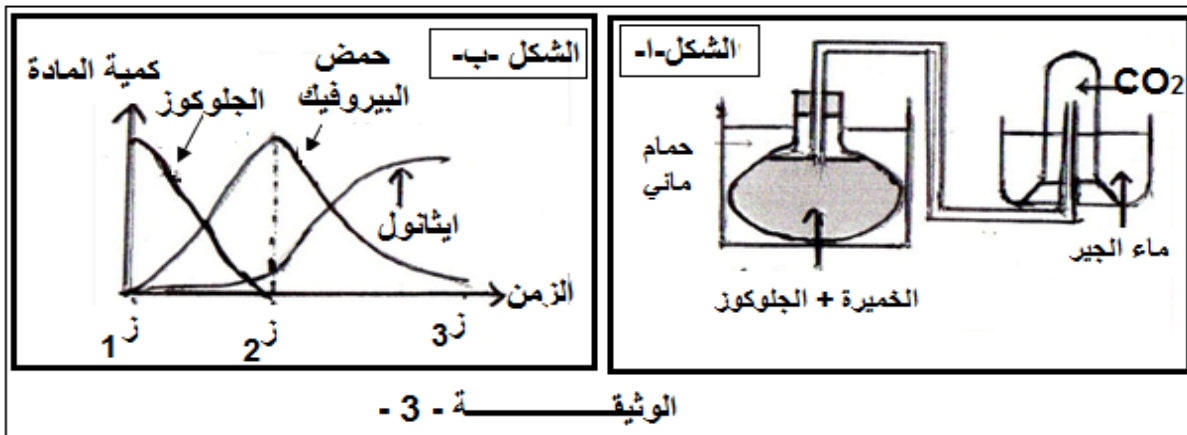 الشكل-ا-
CO2
حمام
مائي
ماء الجير
الخميرة + الجلوكوز
الشكل -ب-
حمض
البيروفيك
كمية المادة
الجلوكوز
ايثانول
الزمن
ز1
ز2
ز3
الوثيقـــــــــة - 3 -